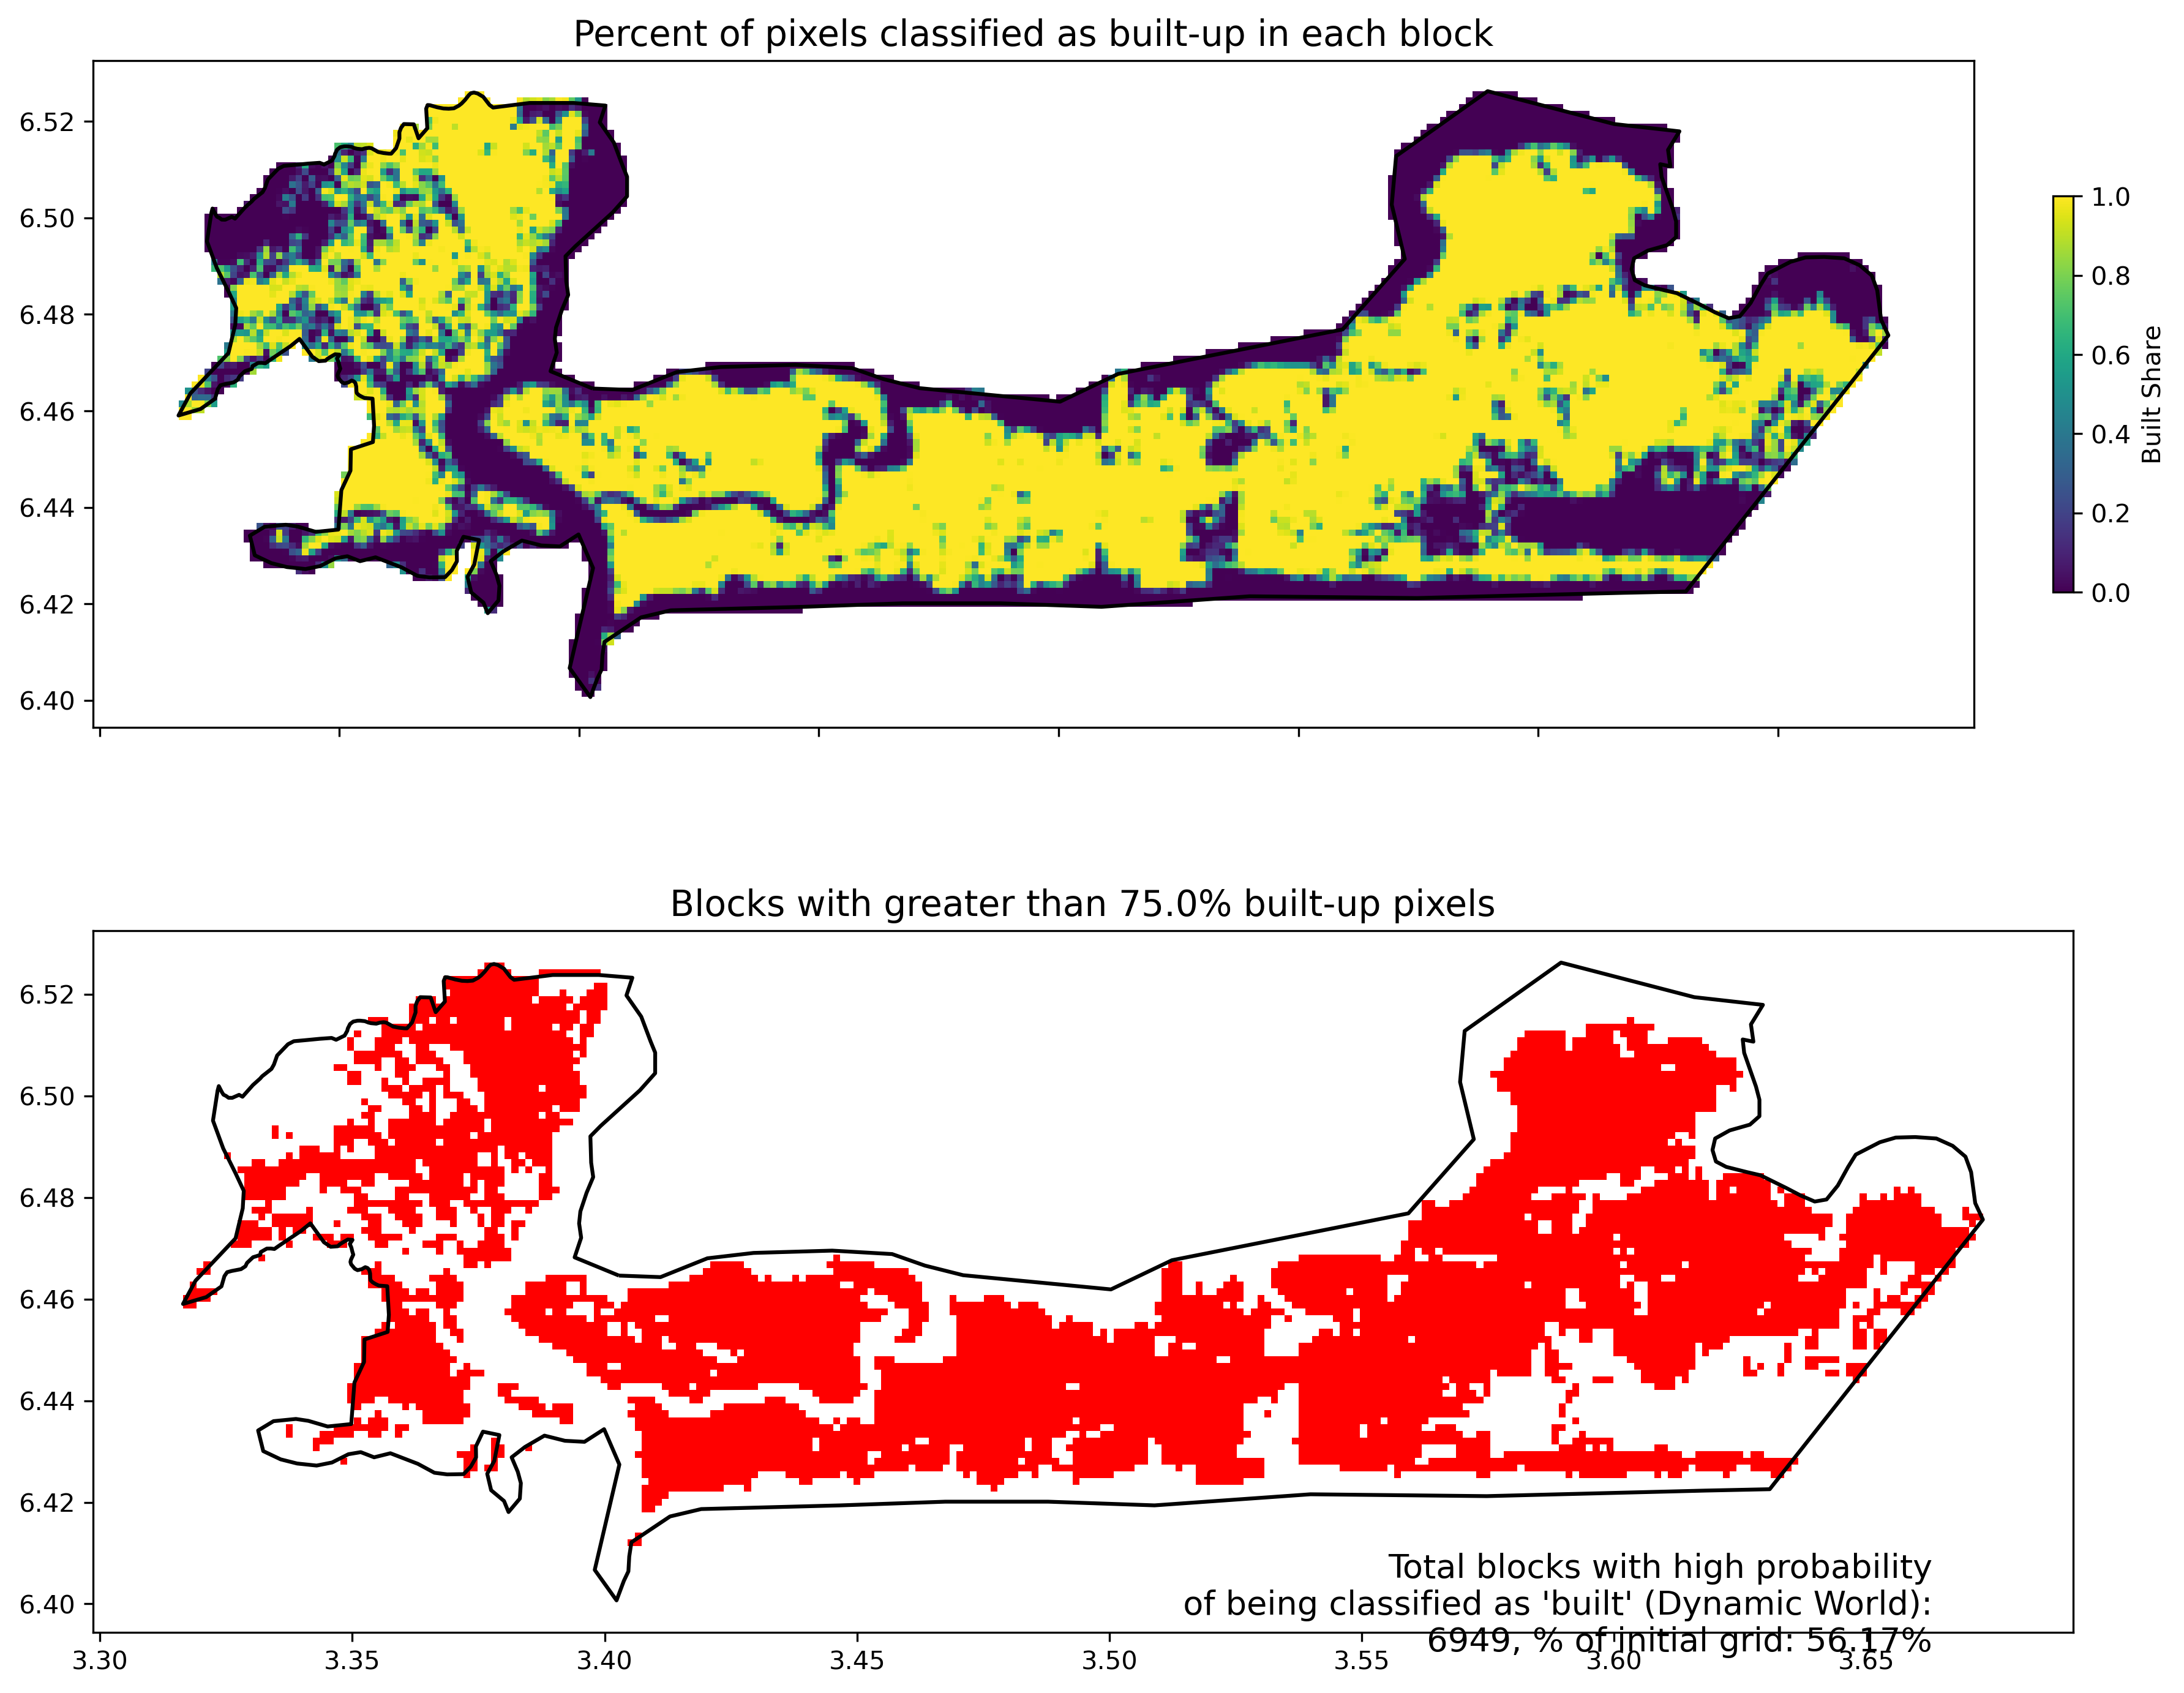 Percent of pixels classified as built-up in each block
6.52
6.50
6.48
6.46
6.44
6.42
6.40
1.0
0.8
0.6
0.4
0.2
0.0
Built Share
Blocks with greater than 75.0% built-up pixels
6.52
6.50
6.48
6.46
6.44
6.42
6.40
Total blocks with high probability
of being classified as 'built' (Dynamic World):
6949, % of initial grid: 56.17%
3.30 3.35 3.40 3.45 3.50 3.55 3.60 3.65